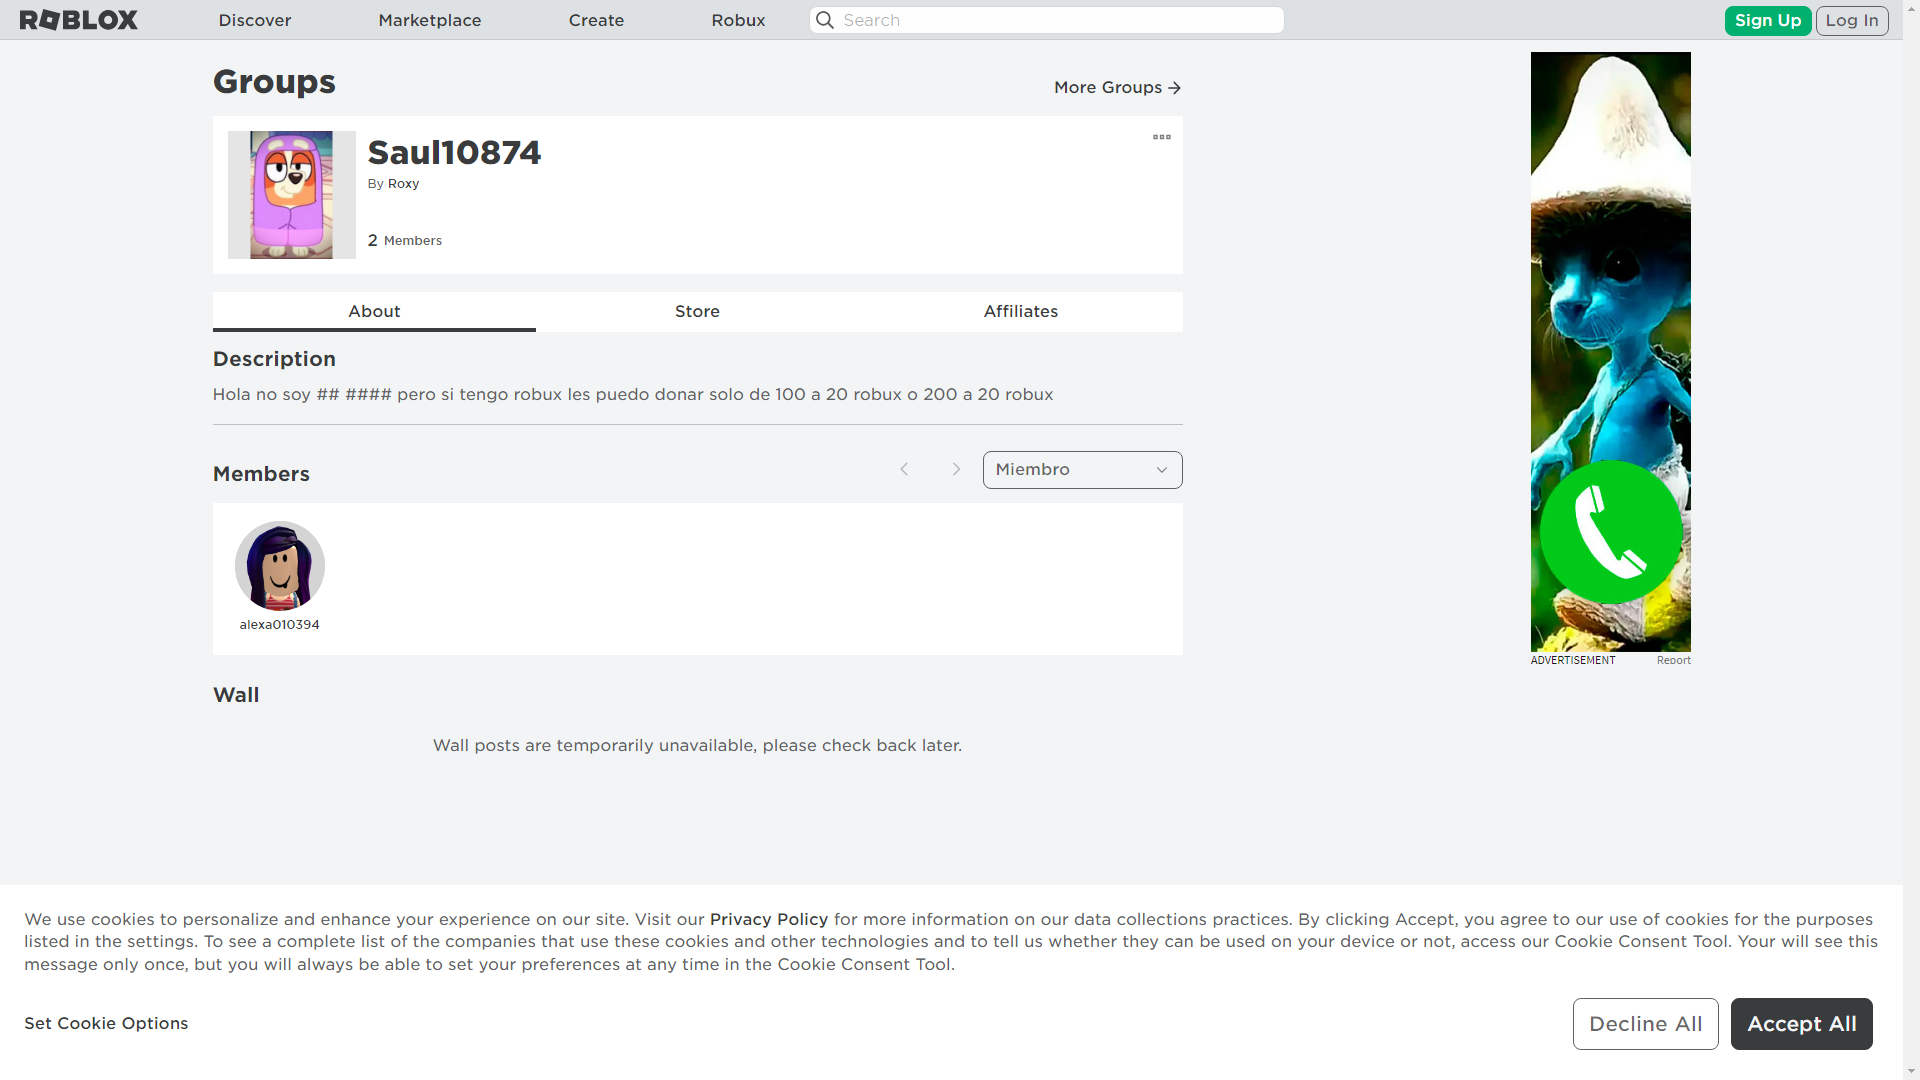 ROBLOX
Discover
Marketplace
Create
Robux
Search
Sign Up
Log In
Groups
More Groups
Saul10874
By Roxy
2 Members
About
Store
Affiliates
Description
Hola no soy ## #### pero si tengo robux les puedo donar solo de 100 a 20 robux o 200 a 20 robux
Members
Miembro
alexa010394
ADVERTISEMENT
Report
Wall
Wall posts are temporarily unavailable, please check back later.
We use cookies to personalize and enhance your experience on our site. Visit our Privacy Policy for more information on our data collections practices. By clicking Accept, you agree to our use of cookies for the purposes
listed in the settings. To see a complete list of the companies that use these cookies and other technologies and to tell us whether they can be used on your device or not, access our Cookie Consent Tool. Your will see this
message only once, but you will always be able to set your preferences at any time in the Cookie Consent Tool.
Set Cookie Options
Decline All
Accept All